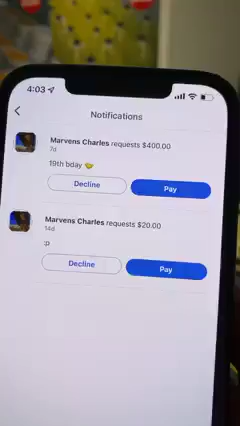 4:03
Notifications
Marvens Charles requests $400.00
7d
19th bday 🤝
Decline
Pay
Marvens Charles requests $20.00
14d
:p
Decline
Pay